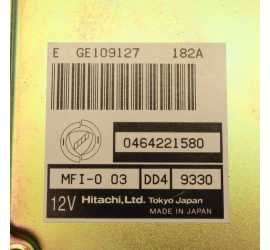 E GE109127 182A
0464221580
MFI-0 03 DD4 9330
12V Hitachi,Ltd. Tokyo Japan
MADE IN JAPAN